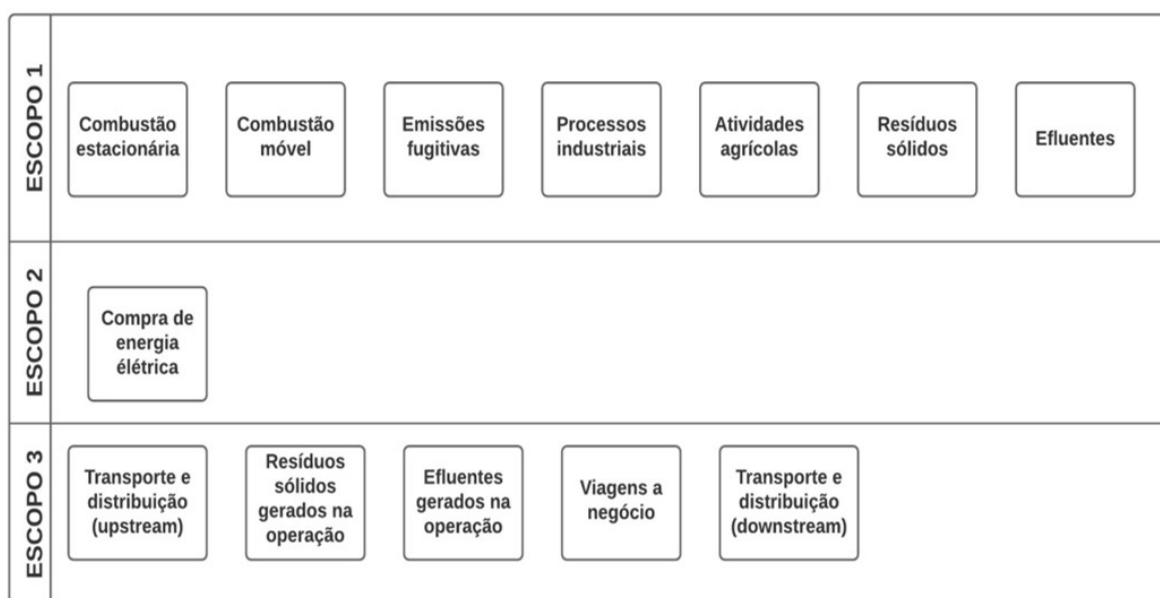 ESCOPO 1
Combustão
estacionária
Combustão
móvel
Emissões
fugitivas
Processos
industriais
Atividades
agrícolas
Resíduos
sólidos
Efluentes
ESCOPO 2
Compra de
energia
élétrica
ESCOPO 3
Transporte e
distribuição
(upstream)
Resíduos
sólidos
gerados na
operação
Efluentes
gerados na
operação
Viagens a
negócio
Transporte e
distribuição
(downstream)